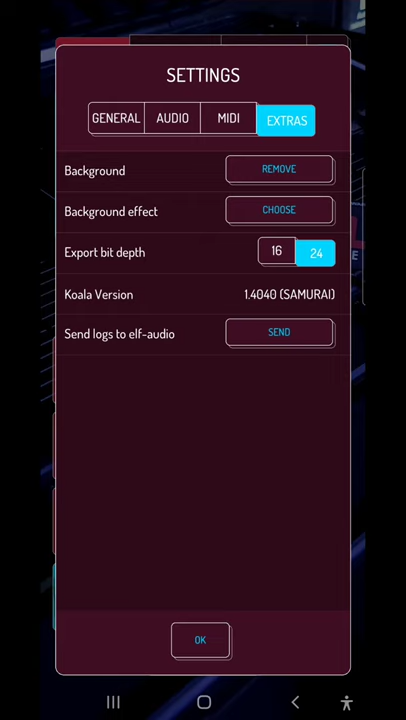 SETTINGS
GENERAL AUDIO MIDI EXTRAS
Background REMOVE
Background effect CHOOSE
Export bit depth 16 24
Koala Version 1.4040 (SAMURAI)
Send logs to elf-audio SEND
OK